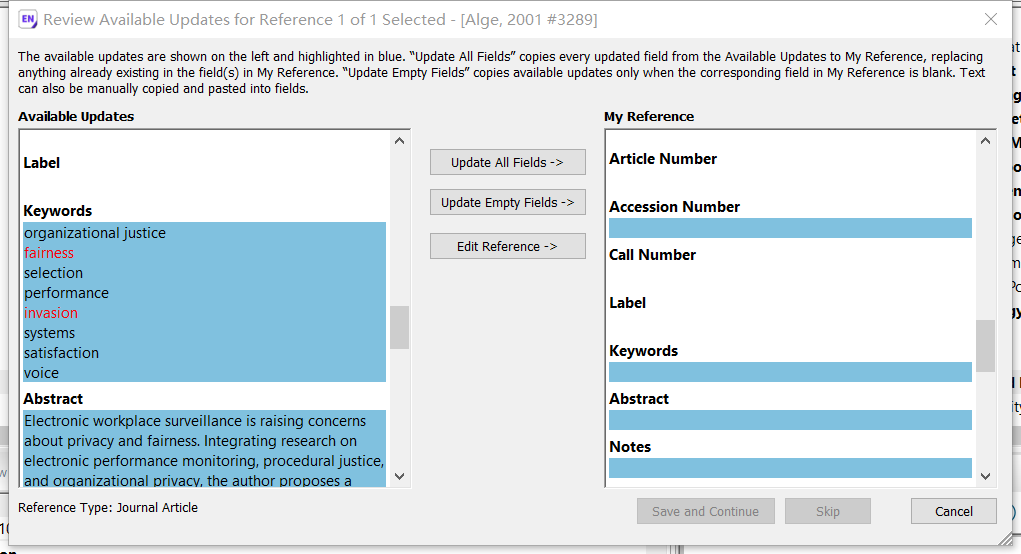 EN Review Available Updates for Reference 1 of 1 Selected - [Alge, 2001 #3289]
The available updates are shown on the left and highlighted in blue. “Update All Fields” copies every updated field from the Available Updates to My Reference, replacing
anything already existing in the field(s) in My Reference. “Update Empty Fields” copies available updates only when the corresponding field in My Reference is blank. Text
can also be manually copied and pasted into fields.
Available Updates
Label
Keywords
organizational justice
fairness
selection
performance
invasion
systems
satisfaction
voice
Abstract
Electronic workplace surveillance is raising concerns
about privacy and fairness. Integrating research on
electronic performance monitoring, procedural justice,
and organizational privacy, the author proposes a
Update All Fields ->
Update Empty Fields ->
Edit Reference ->
My Reference
Article Number
Accession Number
Call Number
Label
Keywords
Abstract
Notes
Reference Type: Journal Article
Save and Continue
Skip
Cancel